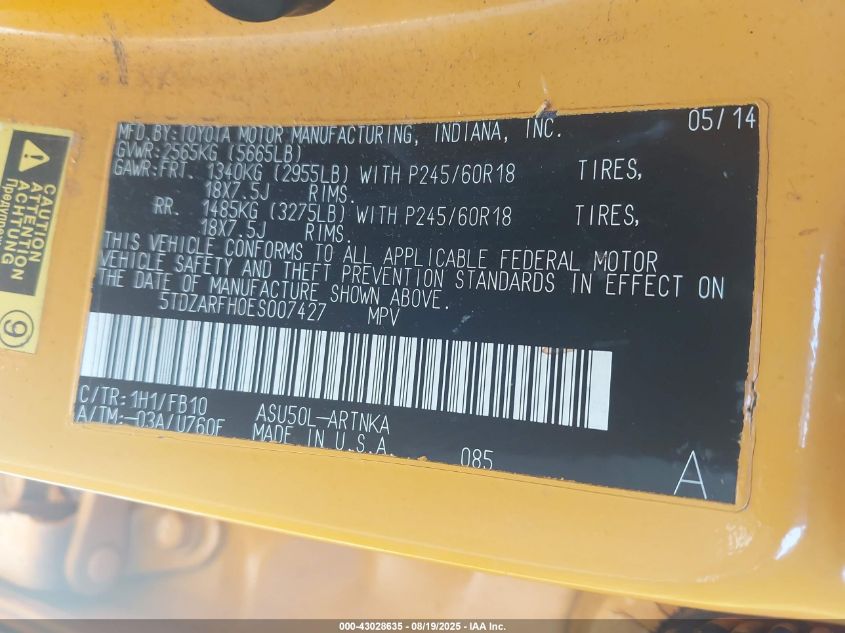 MFD. BY: TOYOTA MOTOR MANUFACTURING, INDIANA, INC. 05/14
GVWR: 2565KG (5665LB)
GAWR: FRT. 1340KG (2955LB) WITH P245/60R18 TIRES,
18X7.5J RIMS.
RR. 1485KG (3275LB) WITH P245/60R18 TIRES,
18X7.5J RIMS.
THIS VEHICLE CONFORMS TO ALL APPLICABLE FEDERAL MOTOR
VEHICLE SAFETY AND THEFT PREVENTION STANDARDS IN EFFECT ON
THE DATE OF MANUFACTURE SHOWN ABOVE.
5TDZARFH0ES007427 MPV
C/TR: 1H1/FB10 ASU50L-ARTNKA
A/TM: -03A/U760F MADE IN U.S.A.
085 A
CAUTION
ATTENTION
ACHTUNG
9
000-43028635 - 08/19/2025 - IAA Inc.